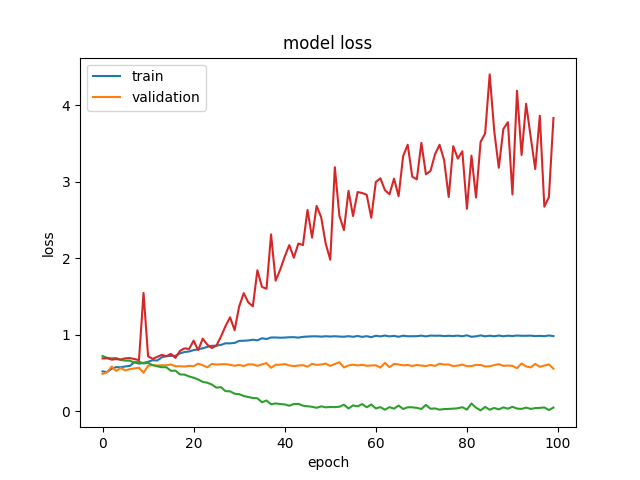 model loss
train
validation
loss
4
3
2
1
0
0 20 40 60 80 100
epoch